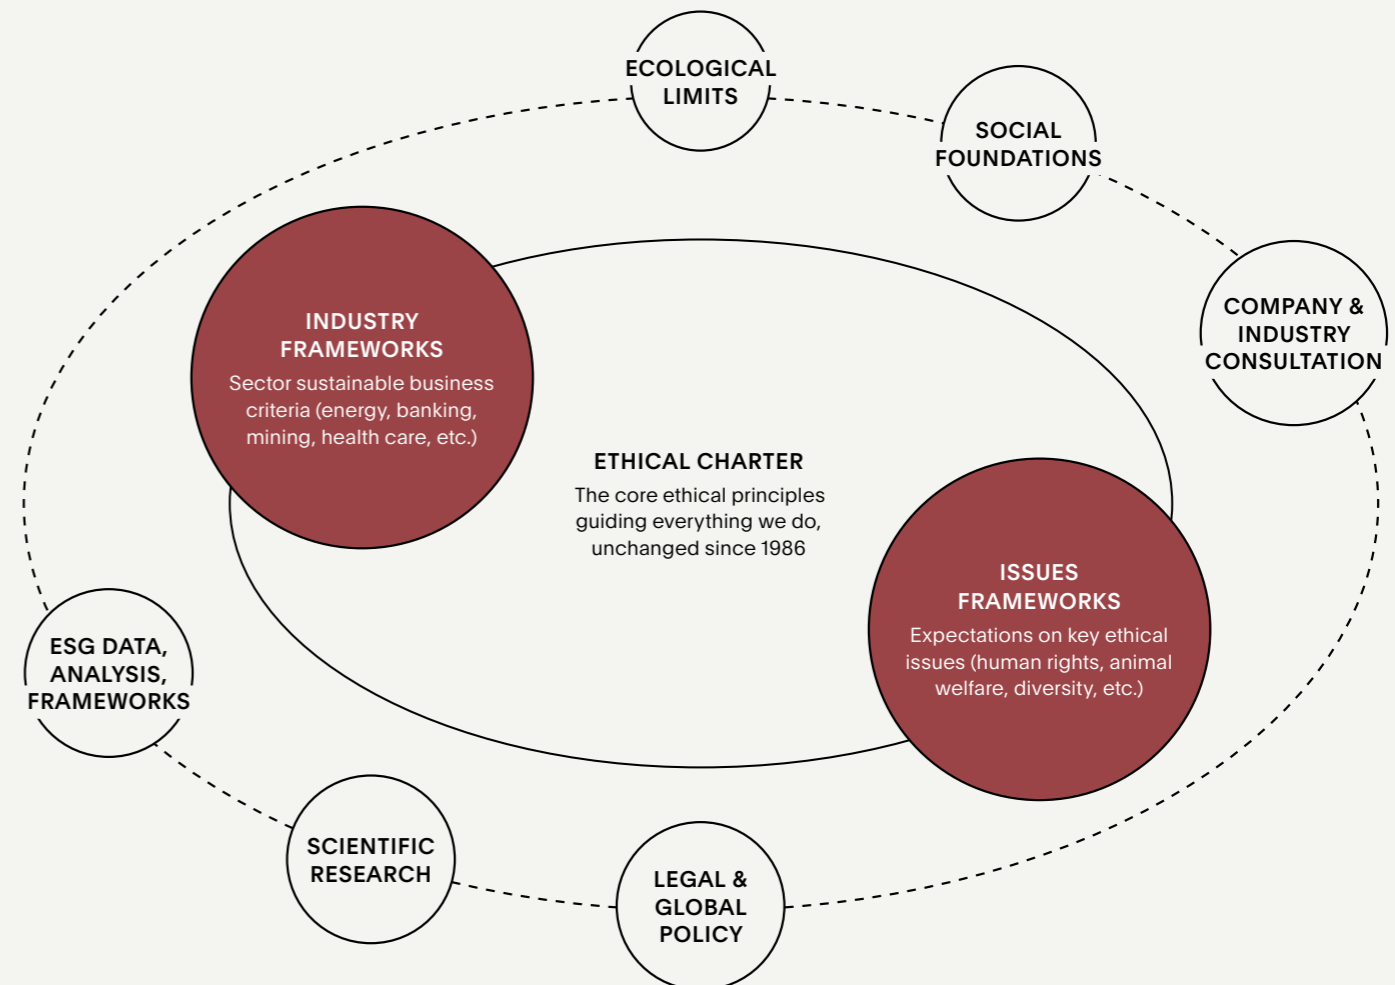 ECOLOGICAL
LIMITS
SOCIAL
FOUNDATIONS
COMPANY &
INDUSTRY
CONSULTATION
INDUSTRY
FRAMEWORKS
Sector sustainable business
criteria (energy, banking,
mining, health care, etc.)
ETHICAL CHARTER
The core ethical principles
guiding everything we do,
unchanged since 1986
ISSUES
FRAMEWORKS
Expectations on key ethical
issues (human rights, animal
welfare, diversity, etc.)
ESG DATA,
ANALYSIS,
FRAMEWORKS
SCIENTIFIC
RESEARCH
LEGAL &
GLOBAL
POLICY